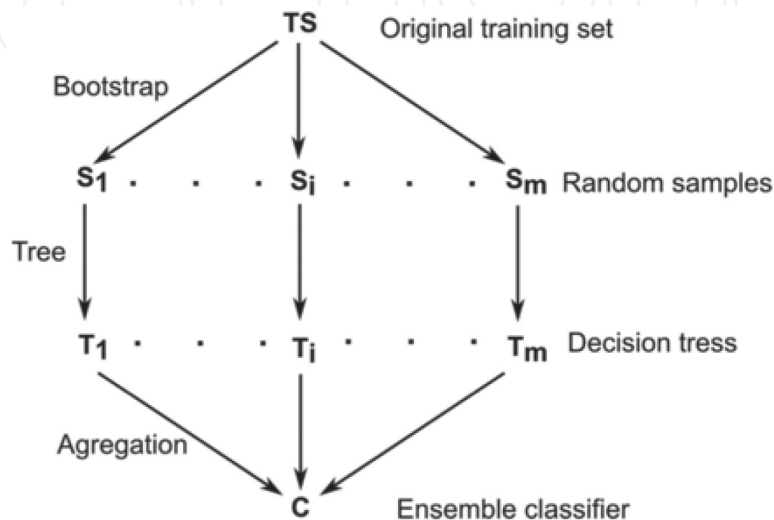 TS Original training set
Bootstrap
S1 . . . Si . . . Sm Random samples
Tree
T1 . . . Ti . . . Tm Decision tress
Agregation
C Ensemble classifier